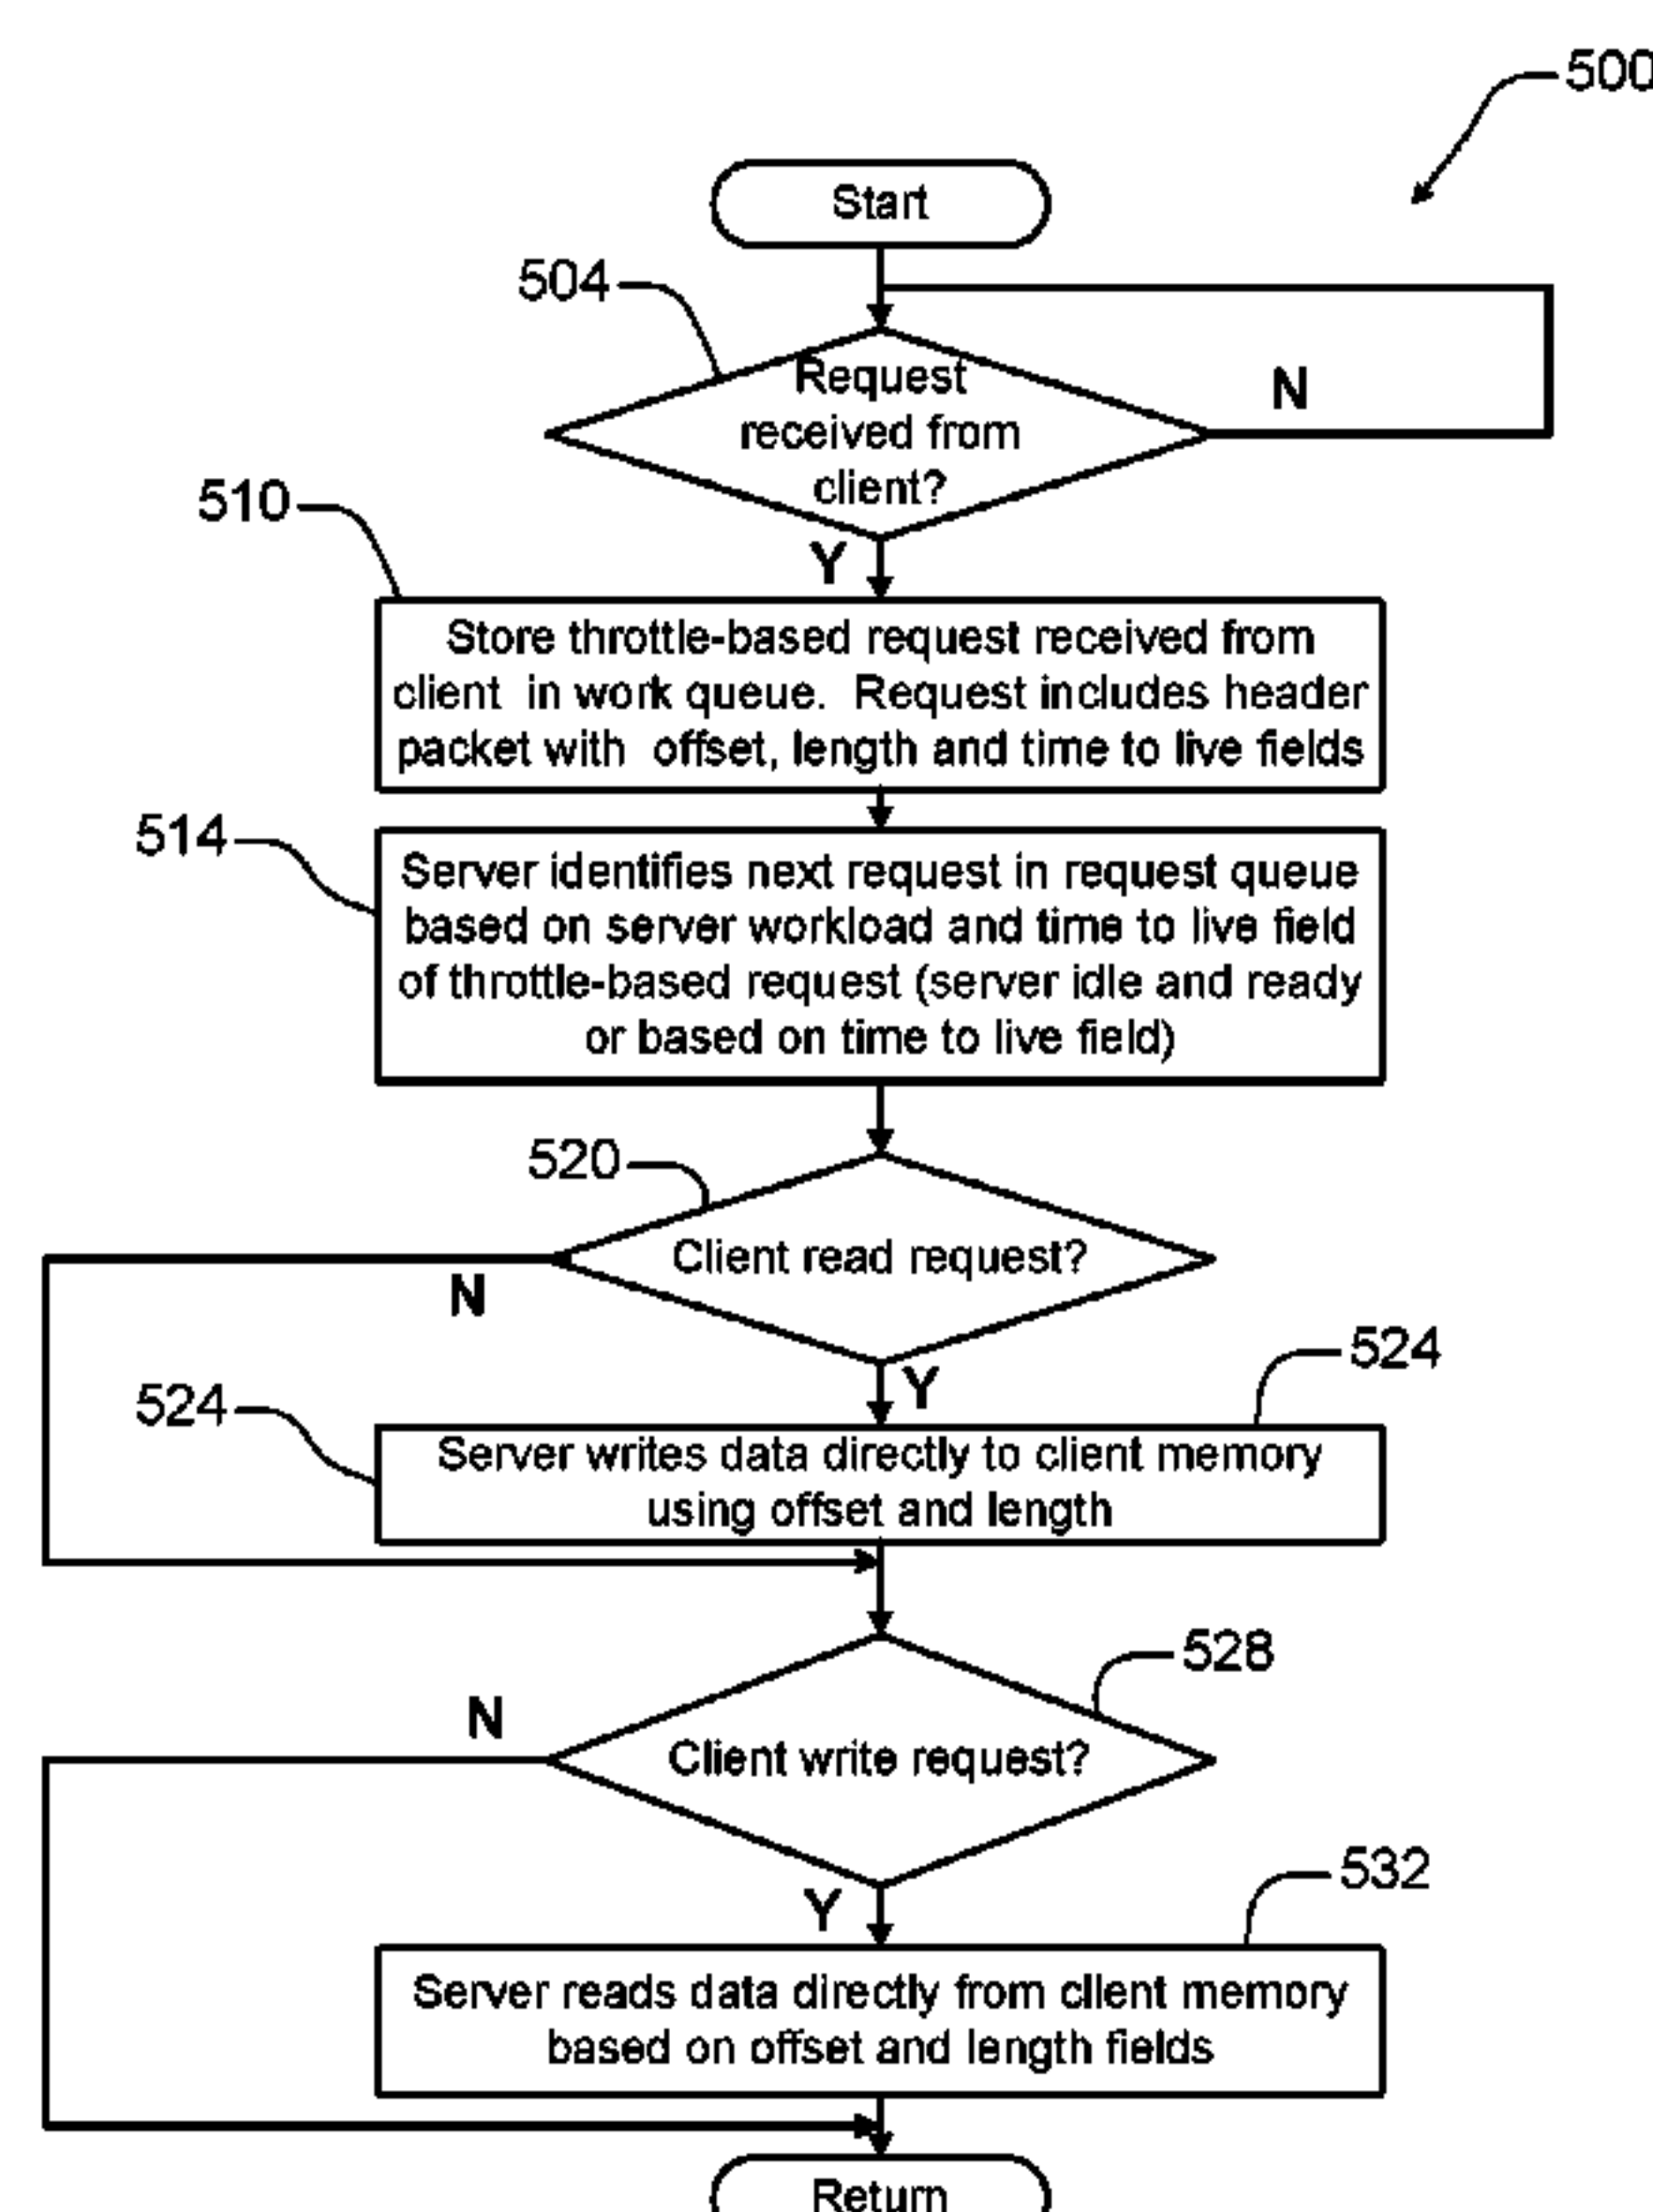 500
Start
504
Request
received from
client?
N
510
Y
Store throttle-based request received from
client in work queue. Request includes header
packet with offset, length and time to live fields
514
Server identifies next request in request queue
based on server workload and time to live field
of throttle-based request (server idle and ready
or based on time to live field)
520
Client read request?
N
Y
524
524
Server writes data directly to client memory
using offset and length
528
N
Client write request?
532
Y
Server reads data directly from client memory
based on offset and length fields
Return